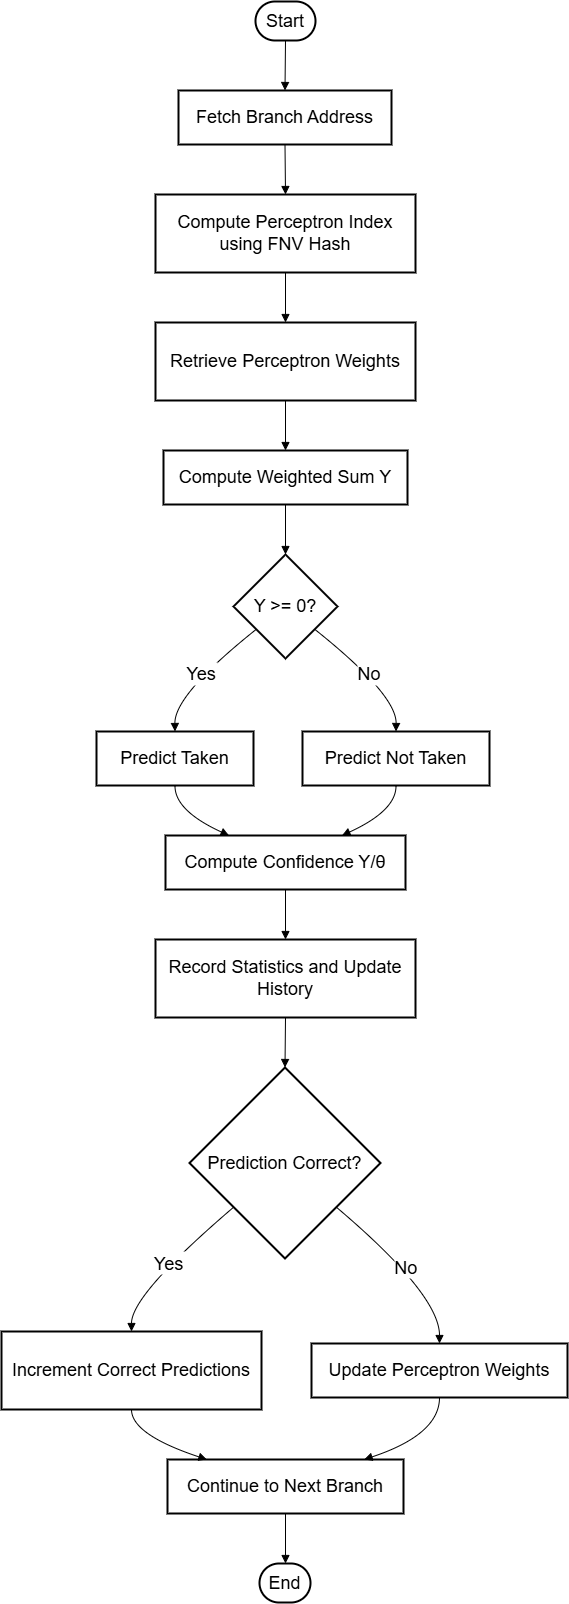 Start
Fetch Branch Address
Compute Perceptron Index
using FNV Hash
Retrieve Perceptron Weights
Compute Weighted Sum Y
Y >= 0?
Yes
No
Predict Taken
Predict Not Taken
Compute Confidence Y/θ
Record Statistics and Update
History
Prediction Correct?
Yes
No
Increment Correct Predictions
Update Perceptron Weights
Continue to Next Branch
End